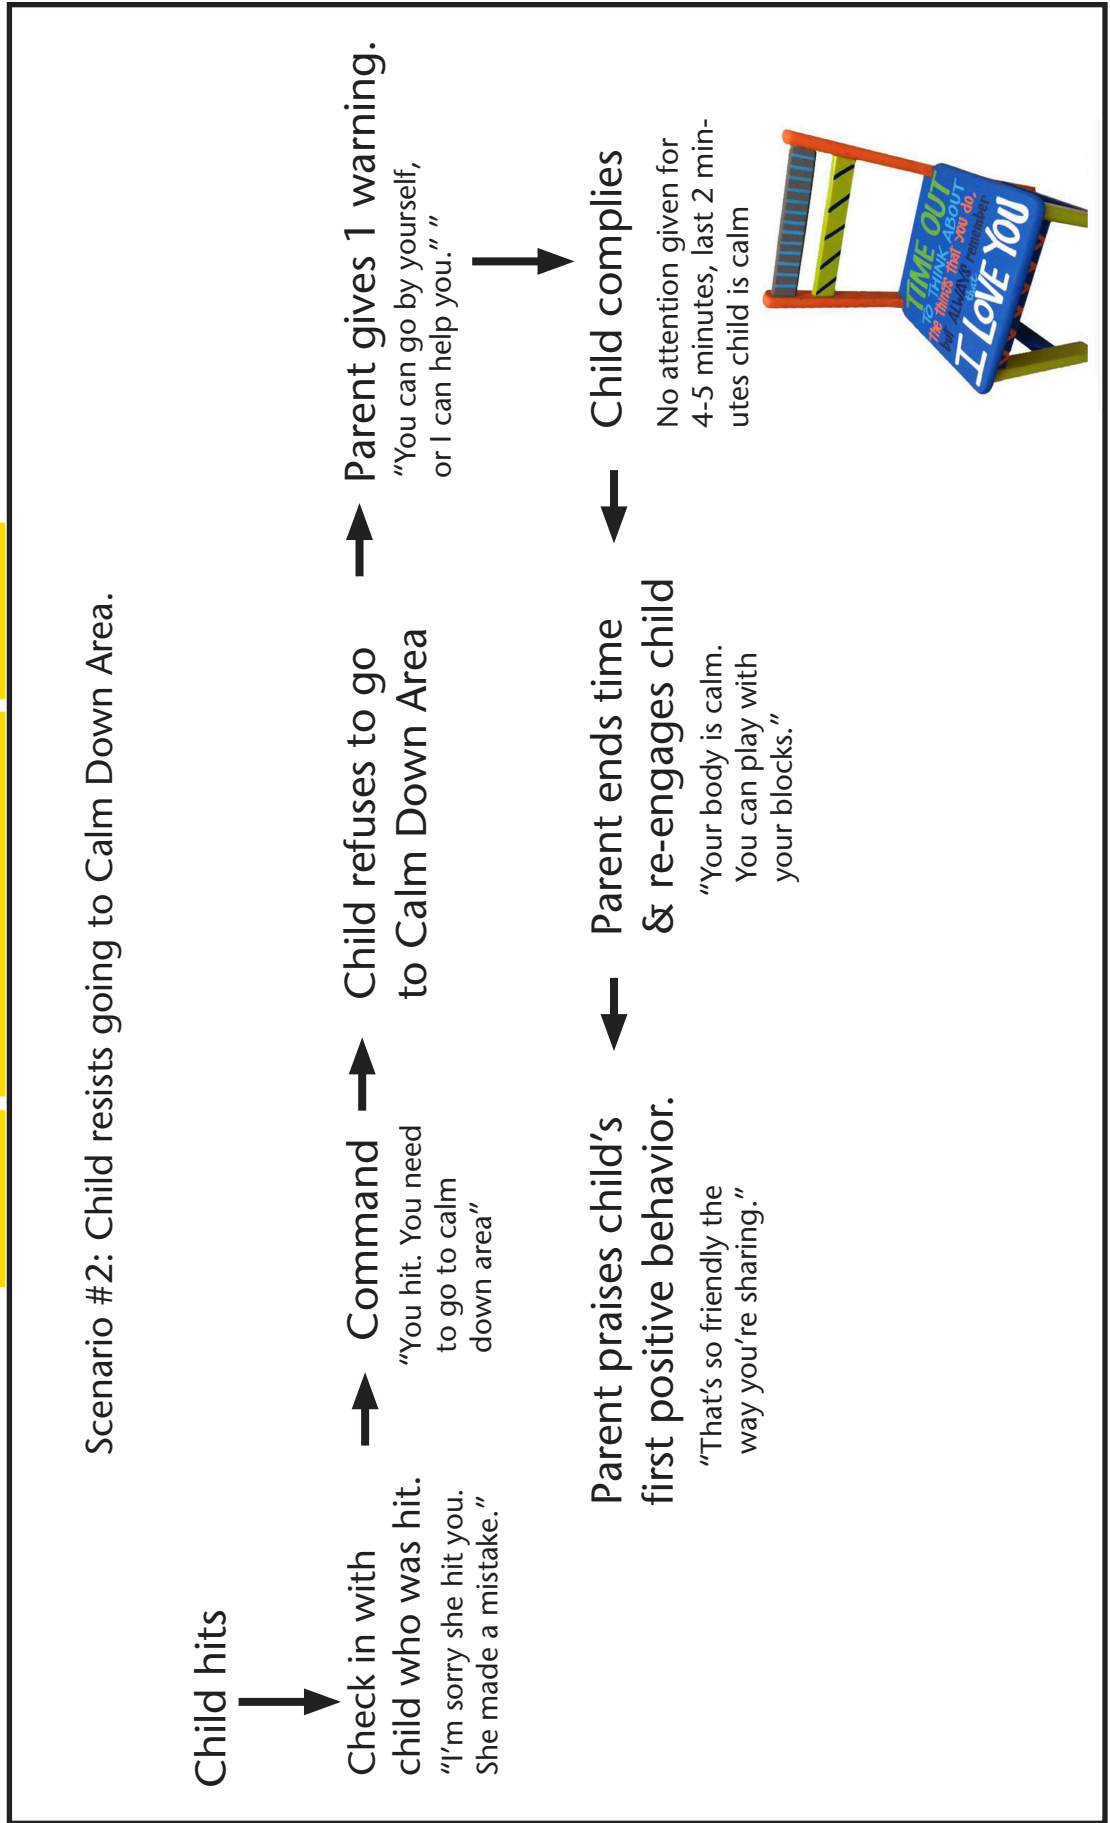 Scenario #2: Child resists going to Calm Down Area.
Child hits
Check in with
child who was hit.
“I’m sorry she hit you.
She made a mistake.”
Command
“You hit. You need
to go to calm
down area”
Child refuses to go
to Calm Down Area
Parent gives 1 warning.
“You can go by yourself,
or I can help you.” ”
Child complies
No attention given for
4-5 minutes, last 2 min-
utes child is calm
Parent ends time
& re-engages child
“Your body is calm.
You can play with
your blocks.”
Parent praises child’s
first positive behavior.
“That’s so friendly the
way you’re sharing.”
TIME OUT
TO THINK ABOUT
The things that you do,
but ALWAYS remember
that
I LOVE YOU